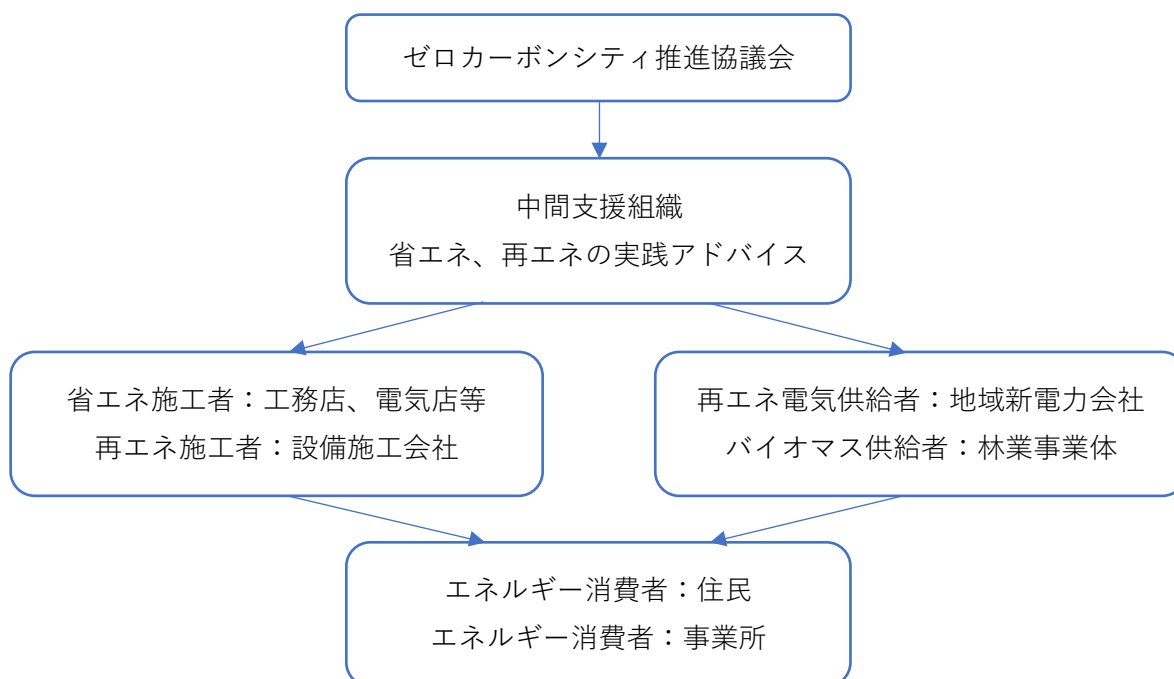 ゼロカーボンシティ推進協議会
中間支援組織
省エネ、再エネの実践アドバイス
省エネ施工者：工務店、電気店等
再エネ施工者：設備施工会社
再エネ電気供給者：地域新電力会社
バイオマス供給者：林業事業体
エネルギー消費者：住民
エネルギー消費者：事業所